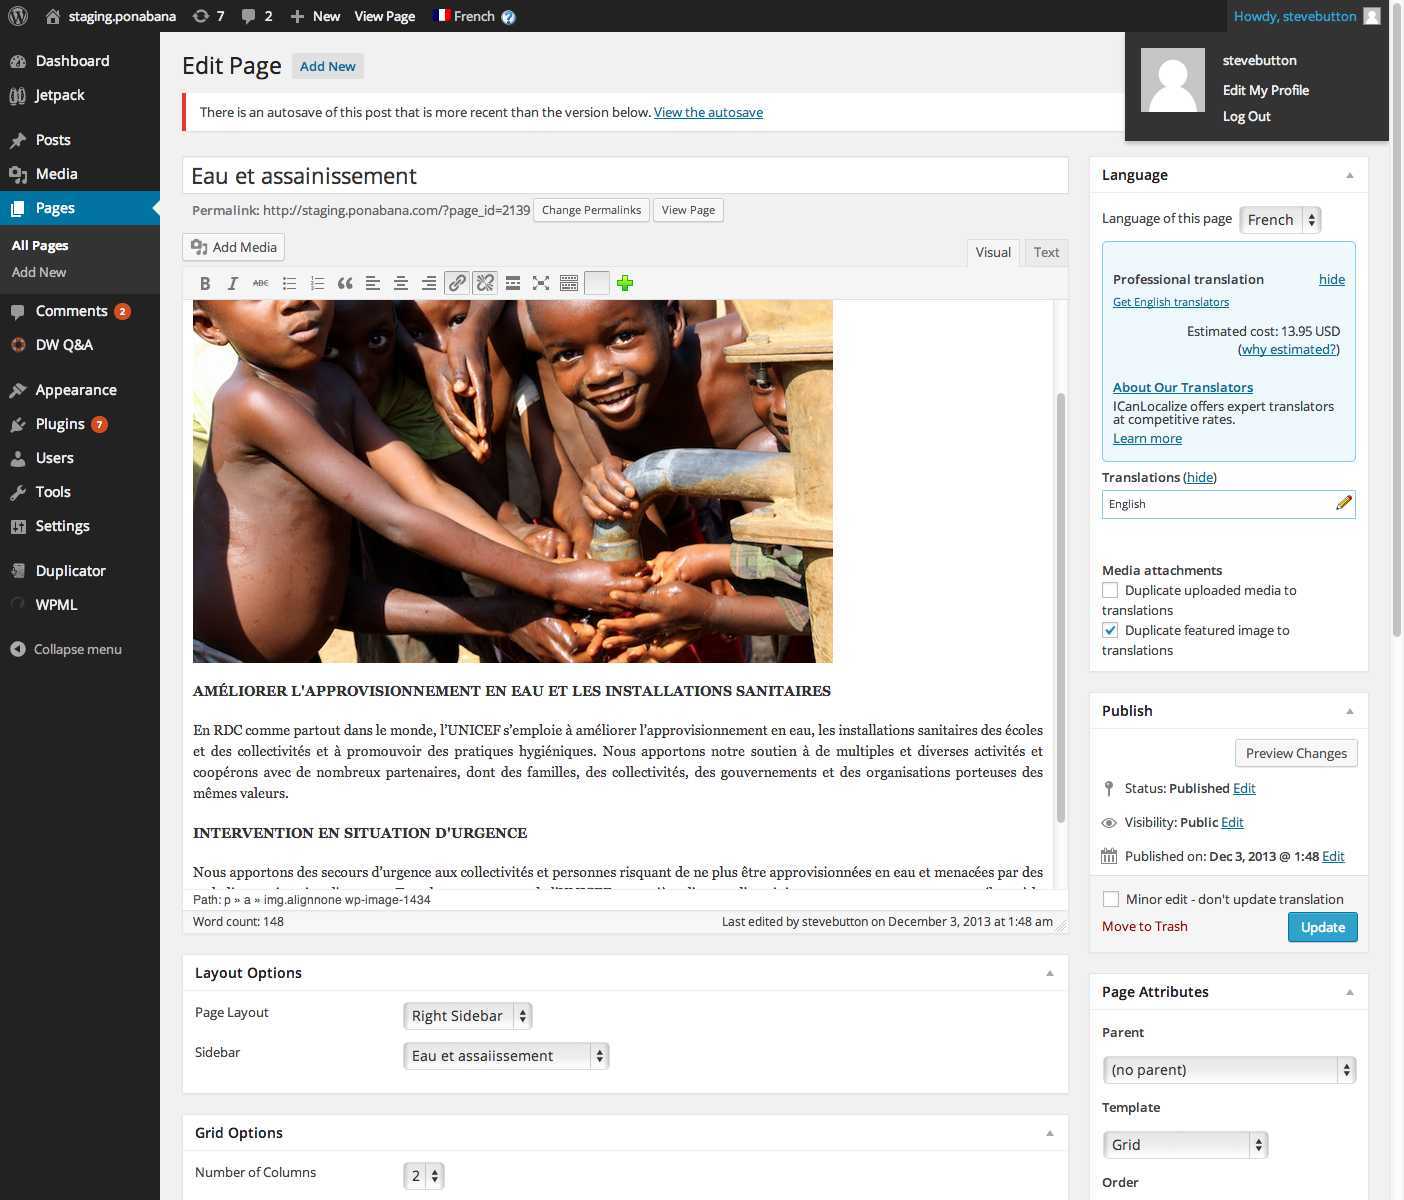 staging.ponabana 7 2 New View Page French ? Howdy, stevebutton
stevebutton
Edit My Profile
Log Out
Dashboard
Jetpack
Posts
Media
Pages
All Pages
Add New
Comments 2
DW Q&A
Appearance
Plugins 7
Users
Tools
Settings
Duplicator
WPML
Collapse menu
Edit Page Add New
There is an autosave of this post that is more recent than the version below. View the autosave
Eau et assainissement
Permalink: http://staging.ponabana.com/?page_id=2139 Change Permalinks View Page
Add Media
Visual Text
B I ABC
AMÉLIORER L'APPROVISIONNEMENT EN EAU ET LES INSTALLATIONS SANITAIRES
En RDC comme partout dans le monde, l’UNICEF s’emploie à améliorer l’approvisionnement en eau, les installations sanitaires des écoles
et des collectivités et à promouvoir des pratiques hygiéniques. Nous apportons notre soutien à de multiples et diverses activités et
coopérons avec de nombreux partenaires, dont des familles, des collectivités, des gouvernements et des organisations porteuses des
mêmes valeurs.
INTERVENTION EN SITUATION D'URGENCE
Nous apportons des secours d’urgence aux collectivités et personnes risquant de ne plus être approvisionnées en eau et menacées par des
Path: p » a » img.alignnone wp-image-1434
Word count: 148 Last edited by stevebutton on December 3, 2013 at 1:48 am
Layout Options
Page Layout Right Sidebar
Sidebar Eau et assaiissement
Grid Options
Number of Columns 2
Language
Language of this page French
Professional translation hide
Get English translators
Estimated cost: 13.95 USD
(why estimated?)
About Our Translators
ICanLocalize offers expert translators
at competitive rates.
Learn more
Translations (hide)
English
Media attachments
Duplicate uploaded media to
translations
Duplicate featured image to
translations
Publish
Preview Changes
Status: Published Edit
Visibility: Public Edit
Published on: Dec 3, 2013 @ 1:48 Edit
Minor edit - don't update translation
Move to Trash Update
Page Attributes
Parent
(no parent)
Template
Grid
Order